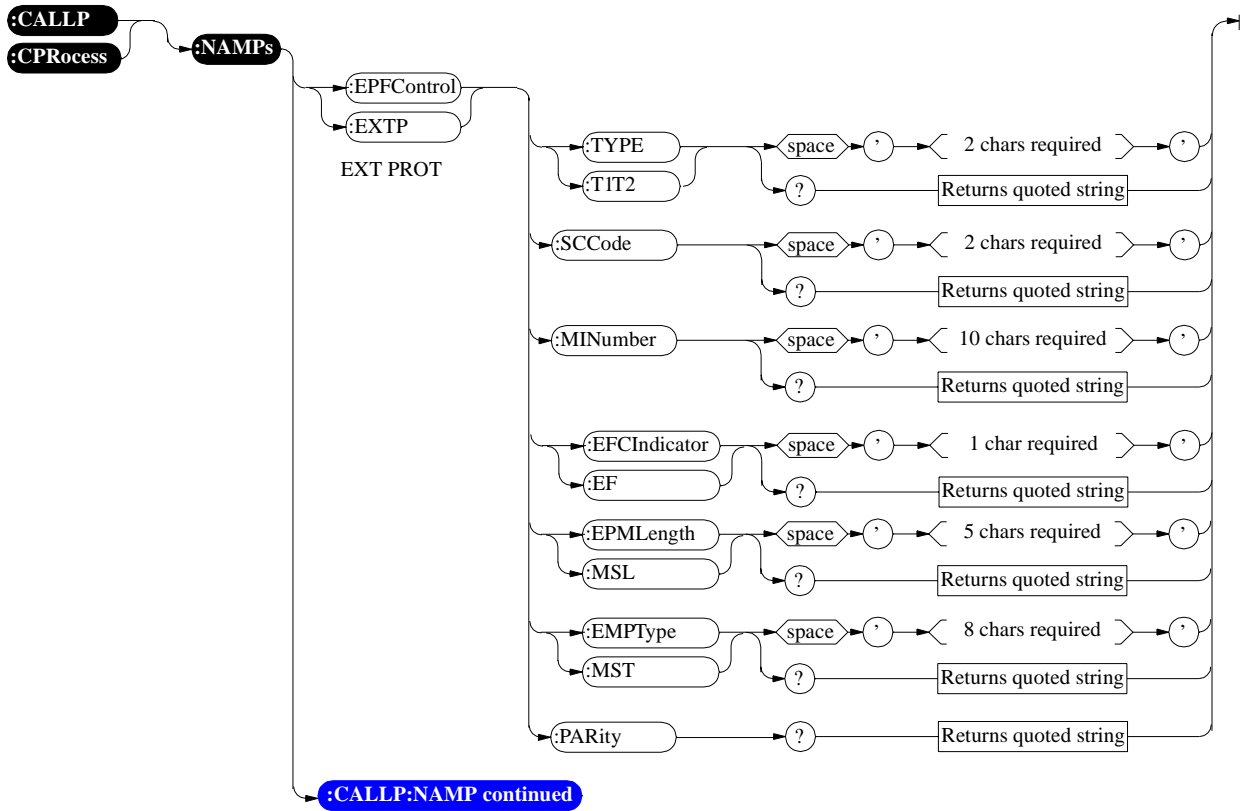 :CALLP
:CPRocess
:NAMPs
:EPFControl
:EXTP
EXT PROT
:TYPE space ’ 2 chars required ’
:T1T2 ? Returns quoted string
:SCCode space ’ 2 chars required ’
? Returns quoted string
:MINumber space ’ 10 chars required ’
? Returns quoted string
:EFCIndicator space ’ 1 char required ’
:EF ? Returns quoted string
:EPMLength space ’ 5 chars required ’
:MSL ? Returns quoted string
:EMPType space ’ 8 chars required ’
:MST ? Returns quoted string
:PARity ? Returns quoted string
:CALLP:NAMP continued